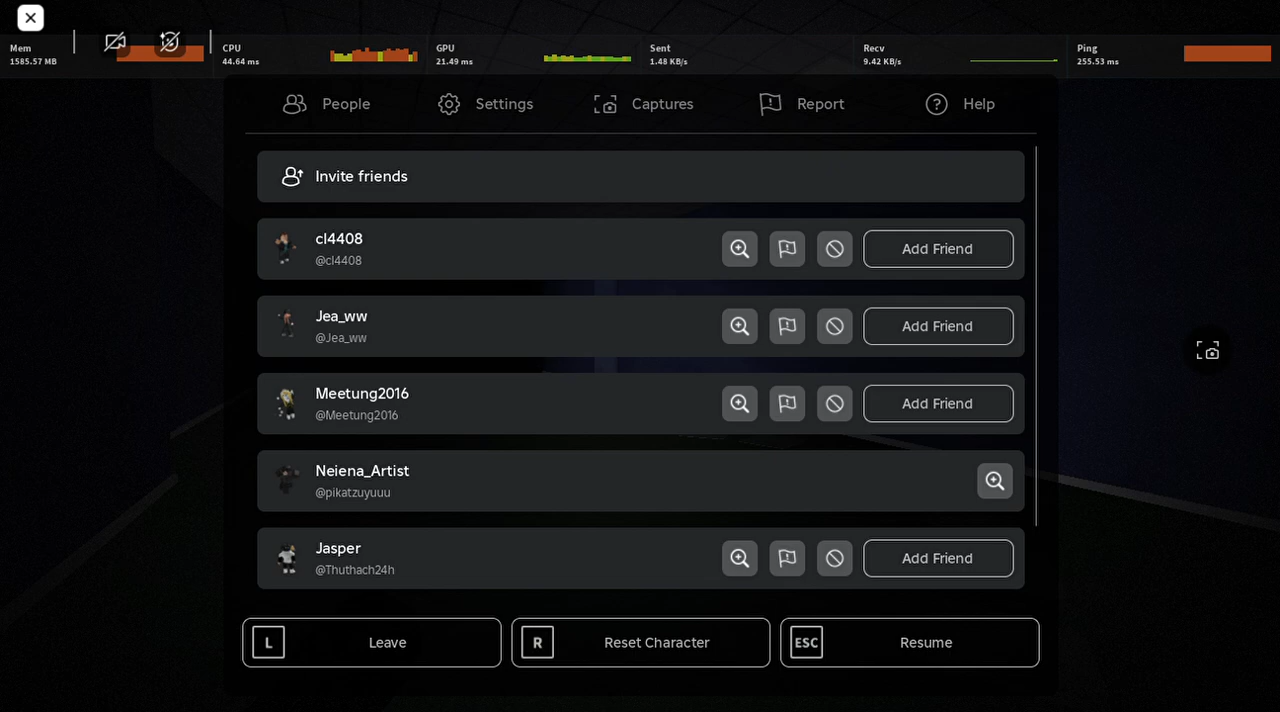 Mem
1585.57 MB
CPU
44.64 ms
GPU
21.49 ms
Sent
1.48 KB/s
Recv
9.42 KB/s
Ping
255.53 ms
People
Settings
Captures
Report
Help
Invite friends
cl4408
@cl4408
Add Friend
Jea_ww
@Jea_ww
Add Friend
Meetung2016
@Meetung2016
Add Friend
Neiena_Artist
@pikatzuyuuu
Jasper
@Thuthach24h
Add Friend
L Leave
R Reset Character
ESC Resume